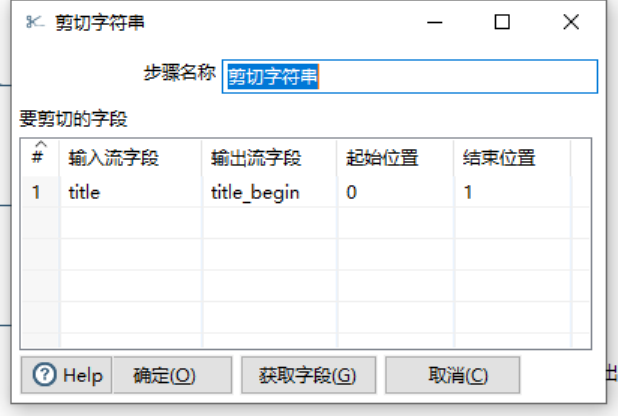 剪切字符串
步骤名称 剪切字符串
要剪切的字段
# 输入流字段 输出流字段 起始位置 结束位置
1 title title_begin 0 1
Help 确定(O) 获取字段(G) 取消(C)
出